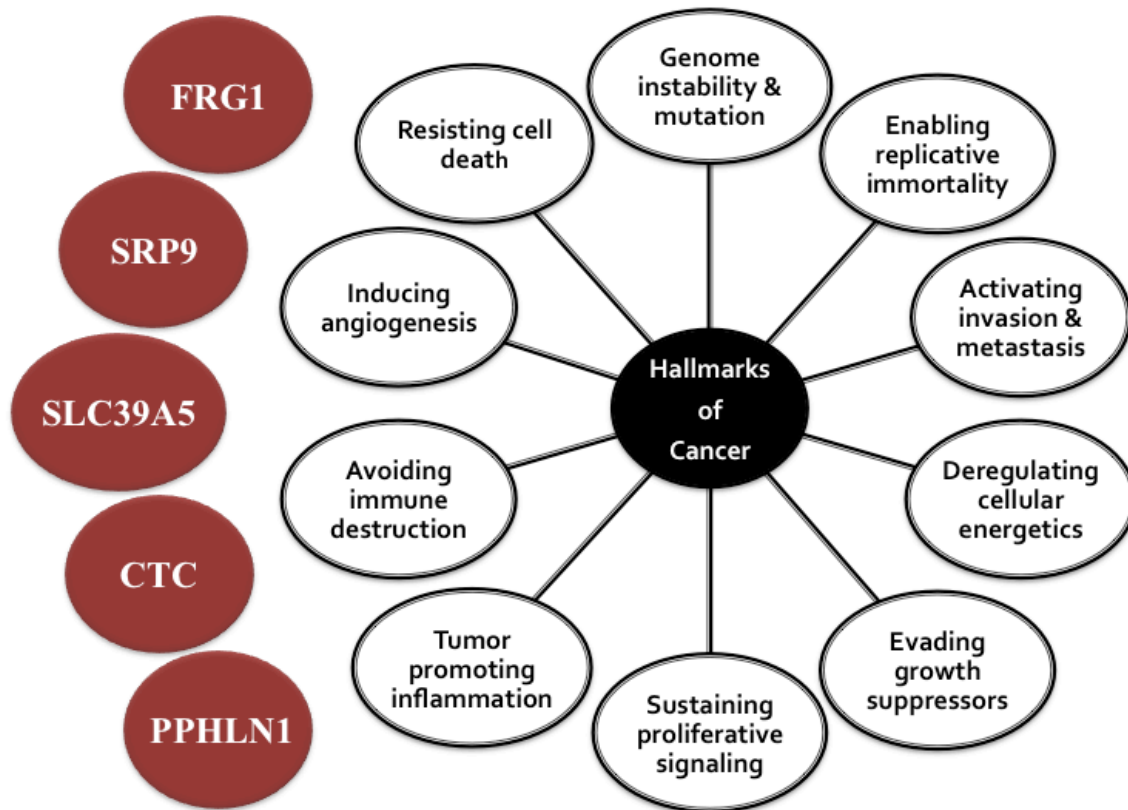 FRG1
SRP9
SLC39A5
CTC
PPHLN1
Genome
instability &
mutation
Enabling
replicative
immortality
Activating
invasion &
metastasis
Deregulating
cellular
energetics
Evading
growth
suppressors
Sustaining
proliferative
signaling
Tumor
promoting
inflammation
Avoiding
immune
destruction
Inducing
angiogenesis
Resisting cell
death
Hallmarks
of
Cancer